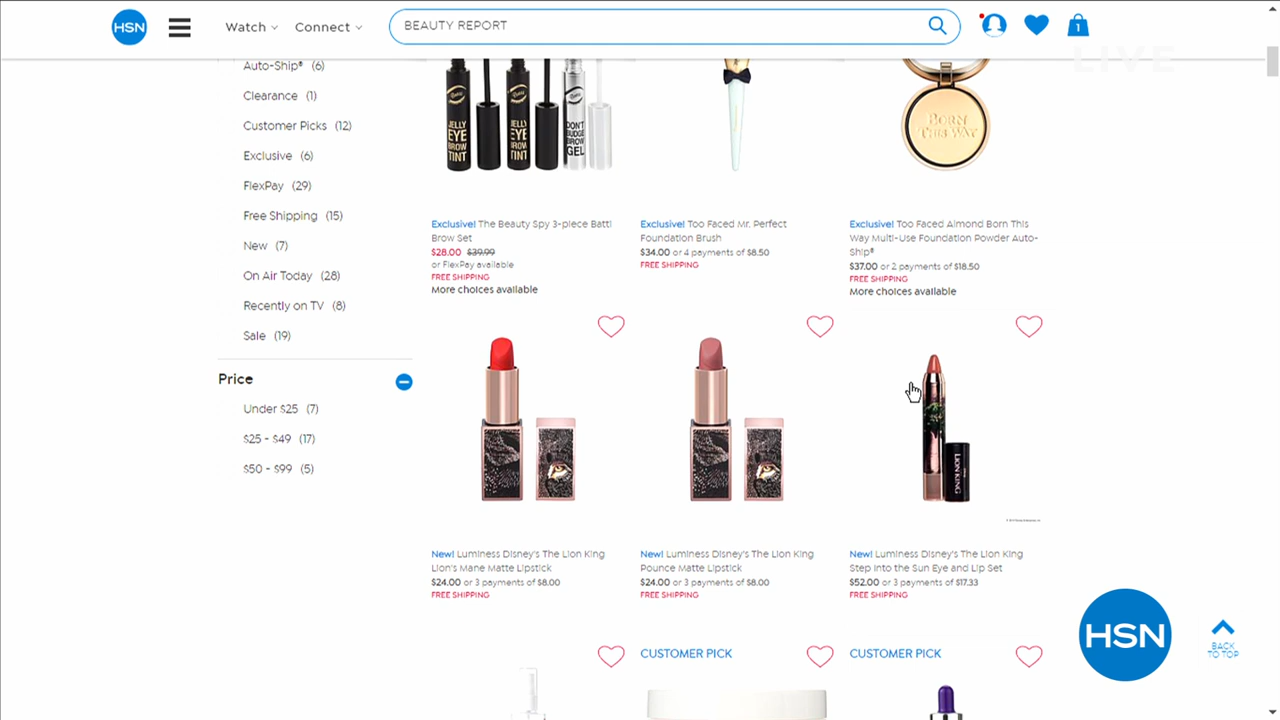 HSN
Watch
Connect
BEAUTY REPORT
1
LIVE
Auto-Ship® (6)
Clearance (1)
Customer Picks (12)
Exclusive (6)
FlexPay (29)
Free Shipping (15)
New (7)
On Air Today (28)
Recently on TV (8)
Sale (19)
Price
Under $25 (7)
$25 - $49 (17)
$50 - $99 (5)
JELLY
EYE
BROW
TINT
JELLY
EYE
BROW
TINT
DON'T
BUDGE
BROW
GEL
BORN
THIS WAY
Exclusive! The Beauty Spy 3-piece Batti
Brow Set
$28.00 $39.99
or FlexPay available
FREE SHIPPING
More choices available
Exclusive! Too Faced Mr. Perfect
Foundation Brush
$34.00 or 4 payments of $8.50
FREE SHIPPING
Exclusive! Too Faced Almond Born This
Way Multi-Use Foundation Powder Auto-
Ship®
$37.00 or 2 payments of $18.50
FREE SHIPPING
More choices available
LION KING
New! Luminess Disney's The Lion King
Lion's Mane Matte Lipstick
$24.00 or 3 payments of $8.00
FREE SHIPPING
New! Luminess Disney's The Lion King
Pounce Matte Lipstick
$24.00 or 3 payments of $8.00
FREE SHIPPING
New! Luminess Disney's The Lion King
Step Into the Sun Eye and Lip Set
$52.00 or 3 payments of $17.33
FREE SHIPPING
CUSTOMER PICK
CUSTOMER PICK
HSN
BACK
TO TOP